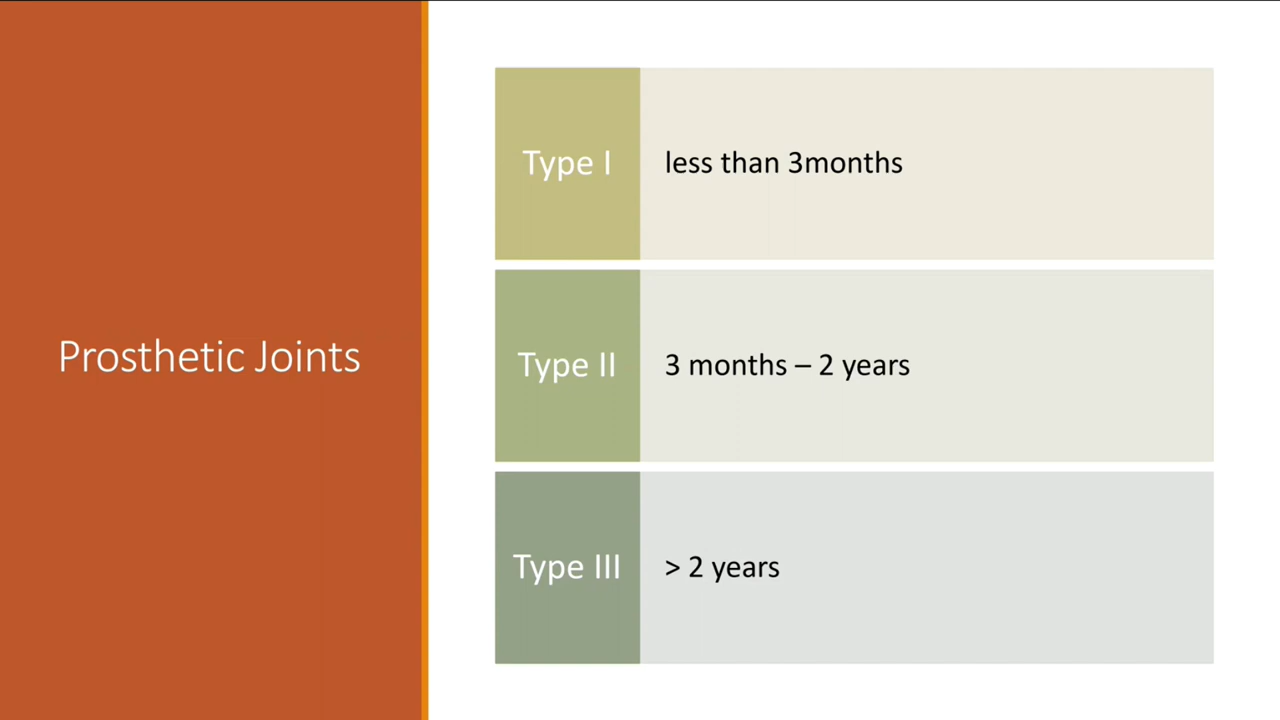 Prosthetic Joints
Type I
less than 3months
Type II
3 months – 2 years
Type III
> 2 years